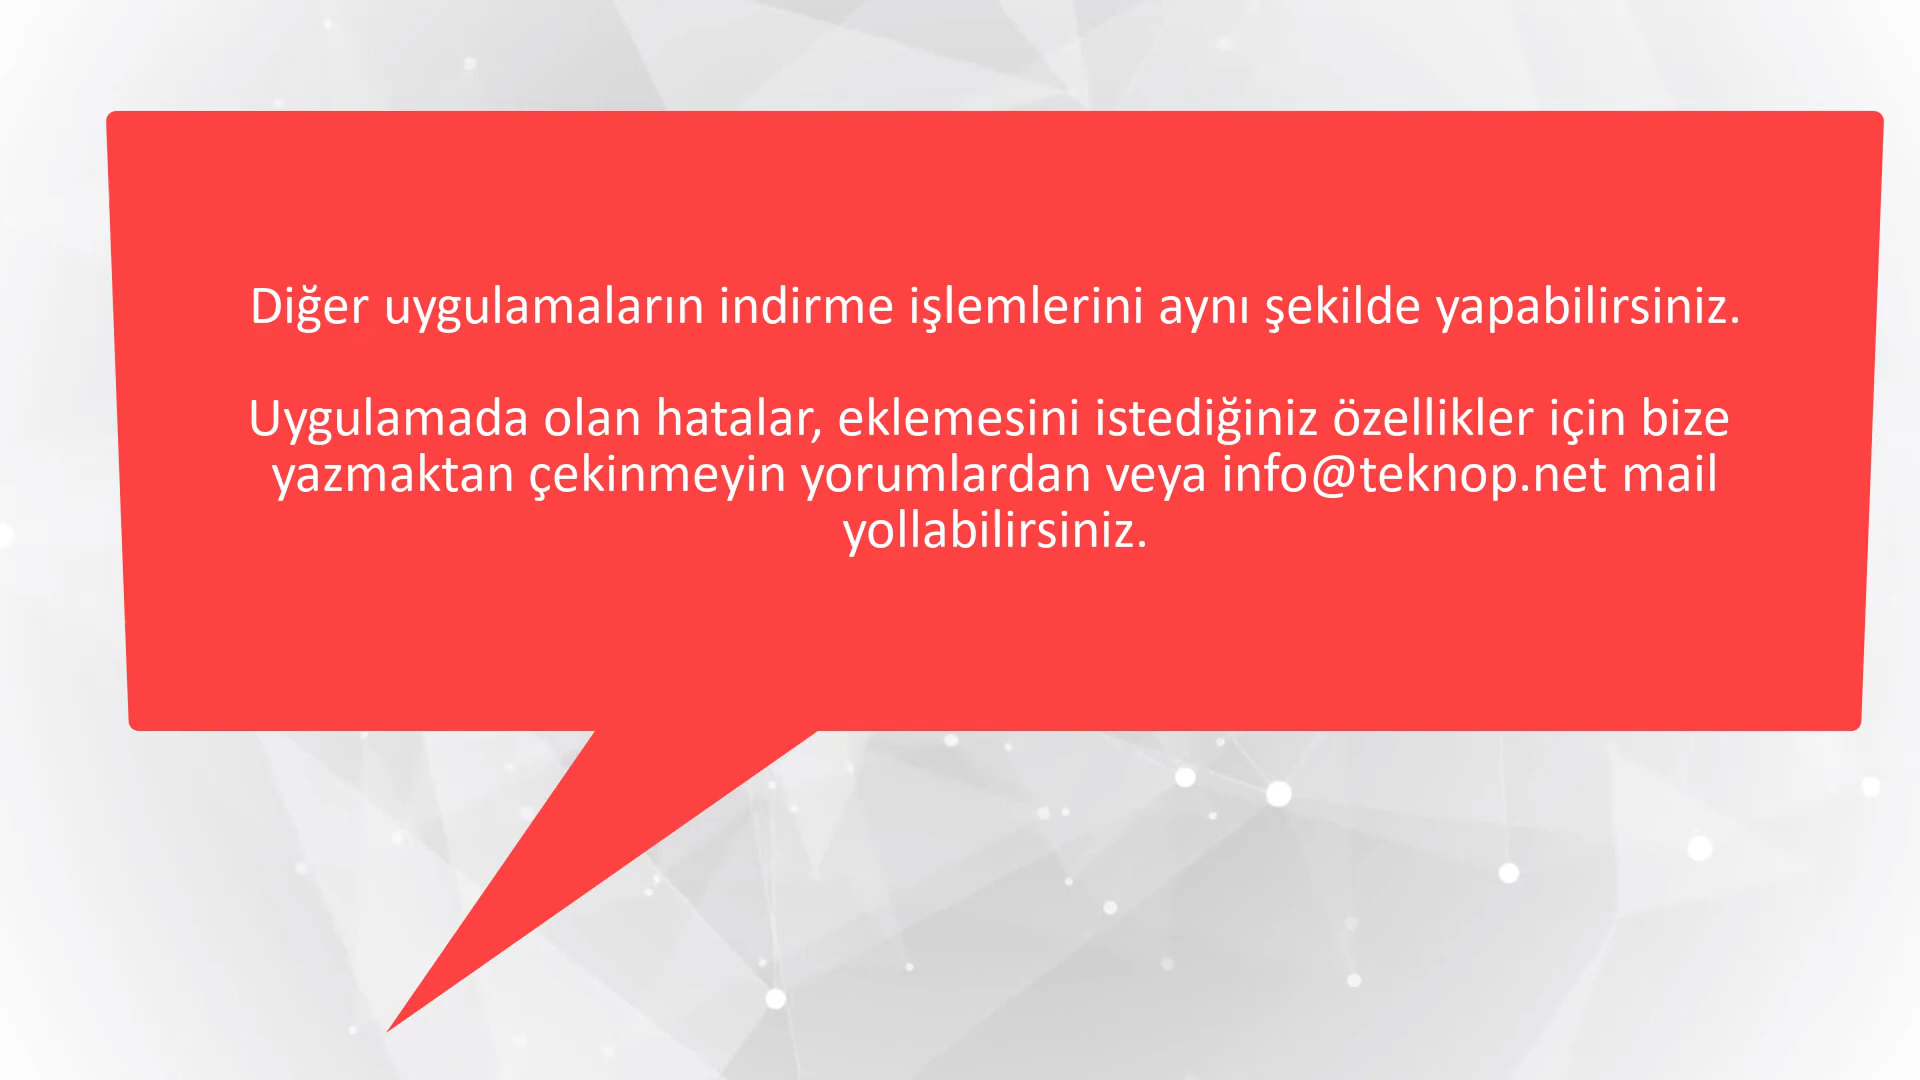 Diğer uygulamaların indirme işlemlerini aynı şekilde yapabilirsiniz.
Uygulamada olan hatalar, eklemesini istediğiniz özellikler için bize
yazmaktan çekinmeyin yorumlardan veya info@teknop.net mail
yollabilirsiniz.